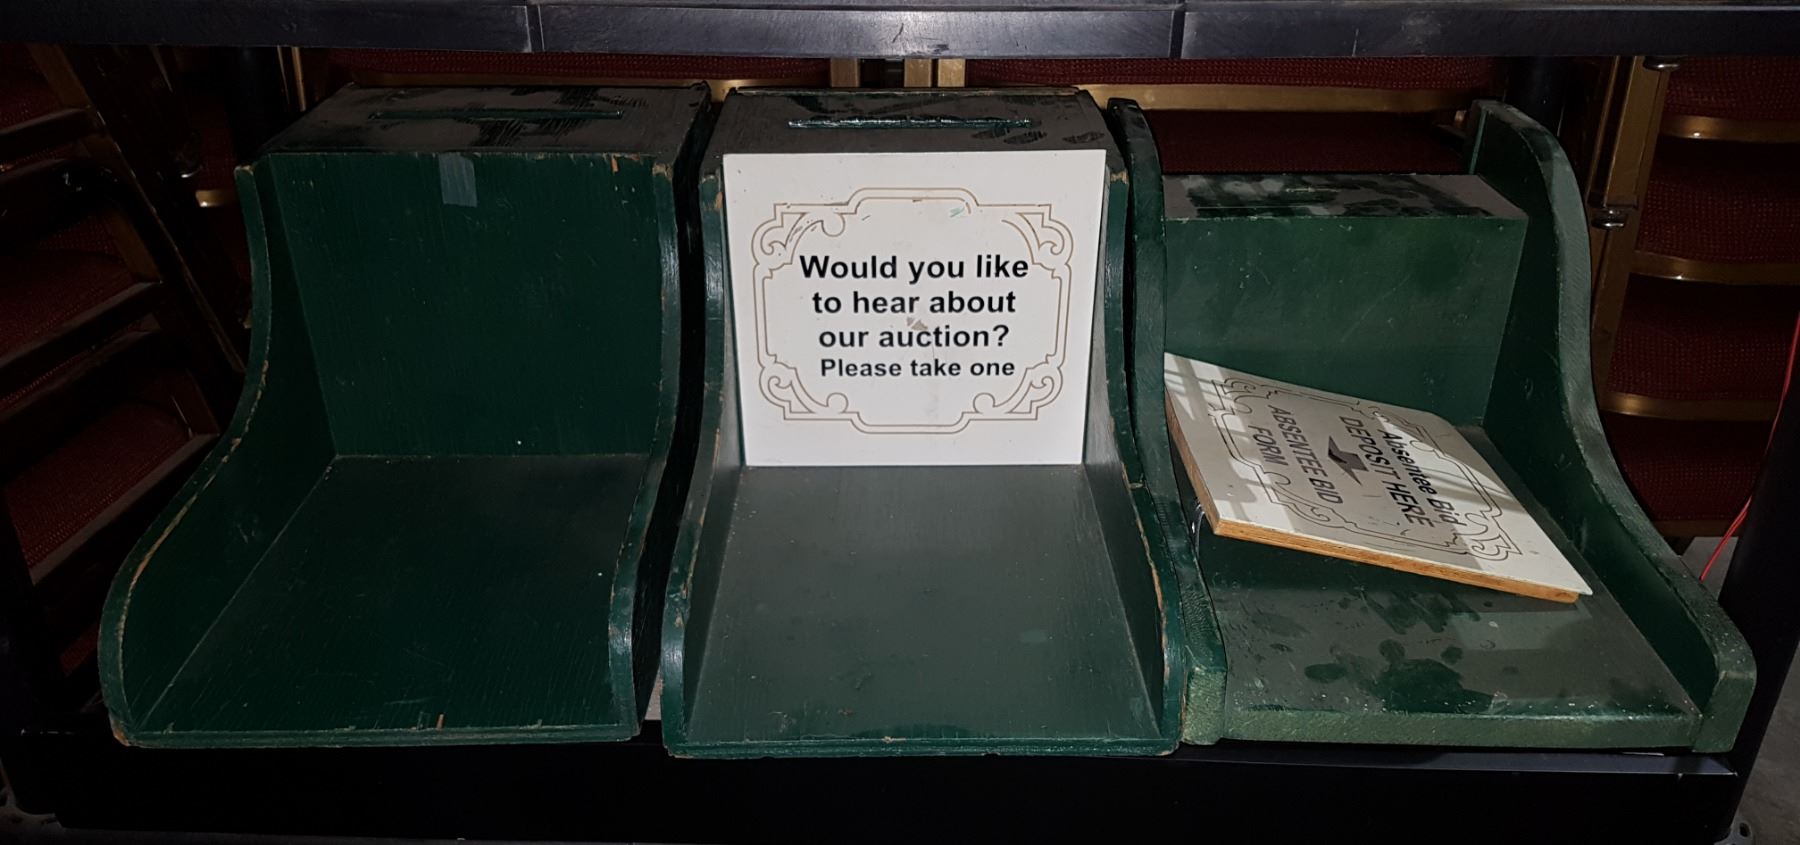 Would you like
to hear about
our auction?
Please take one
Absentee Bid
DEPOSIT HERE
ABSENTEE BID
FORM